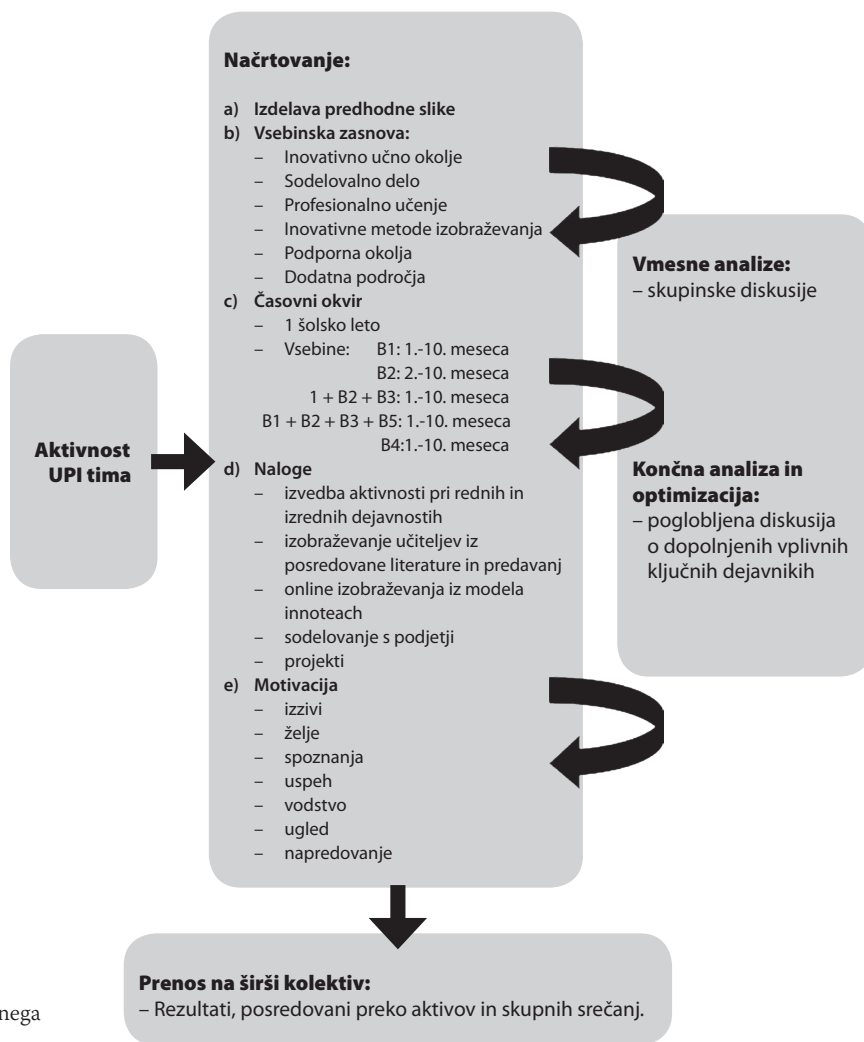 Načrtovanje:
a) Izdelava predhodne slike
b) Vsebinska zasnova:
– Inovativno učno okolje
– Sodelovalno delo
– Profesionalno učenje
– Inovativne metode izobraževanja
– Podporna okolja
– Dodatna področja
c) Časovni okvir
– 1 šolsko leto
– Vsebine: B1: 1.-10. meseca
B2: 2.-10. meseca
1 + B2 + B3: 1.-10. meseca
B1 + B2 + B3 + B5: 1.-10. meseca
B4:1.-10. meseca
d) Naloge
– izvedba aktivnosti pri rednih in
izrednih dejavnostih
– izobraževanje učiteljev iz
posredovane literature in predavanj
– online izobraževanja iz modela
innoteach
– sodelovanje s podjetji
– projekti
e) Motivacija
– izzivi
– želje
– spoznanja
– uspeh
– vodstvo
– ugled
– napredovanje
Aktivnost
UPI tima
Vmesne analize:
– skupinske diskusije
Končna analiza in
optimizacija:
– poglobljena diskusija
o dopolnjenih vplivnih
ključnih dejavnikih
Prenos na širši kolektiv:
– Rezultati, posredovani preko aktivov in skupnih srečanj.
nega